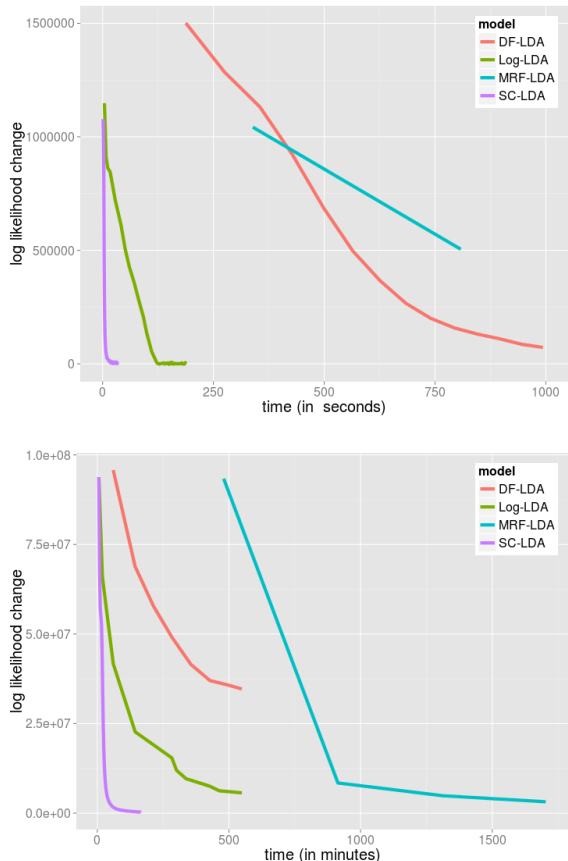 1500000
1000000
500000
0
log likelihood change
0
250
500
750
1000
time (in seconds)
model
DF-LDA
Log-LDA
MRF-LDA
SC-LDA
1.0e+08
7.5e+07
5.0e+07
2.5e+07
0.0e+00
log likelihood change
0
500
1000
1500
time (in minutes)
model
DF-LDA
Log-LDA
MRF-LDA
SC-LDA